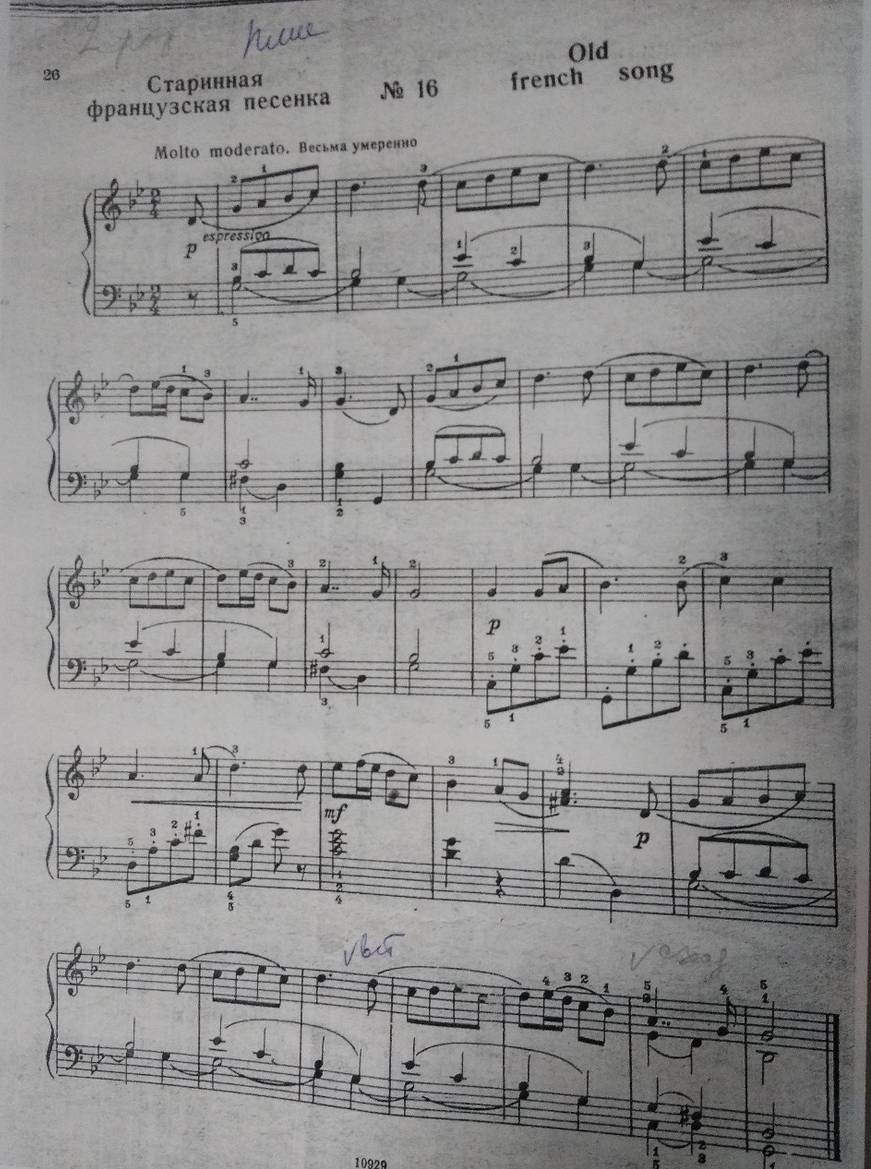 26
Старинная
французская песенка
№ 16
Old
french song
Molto moderato. Весьма умеренно
p espressivo
p
mf
p
10929